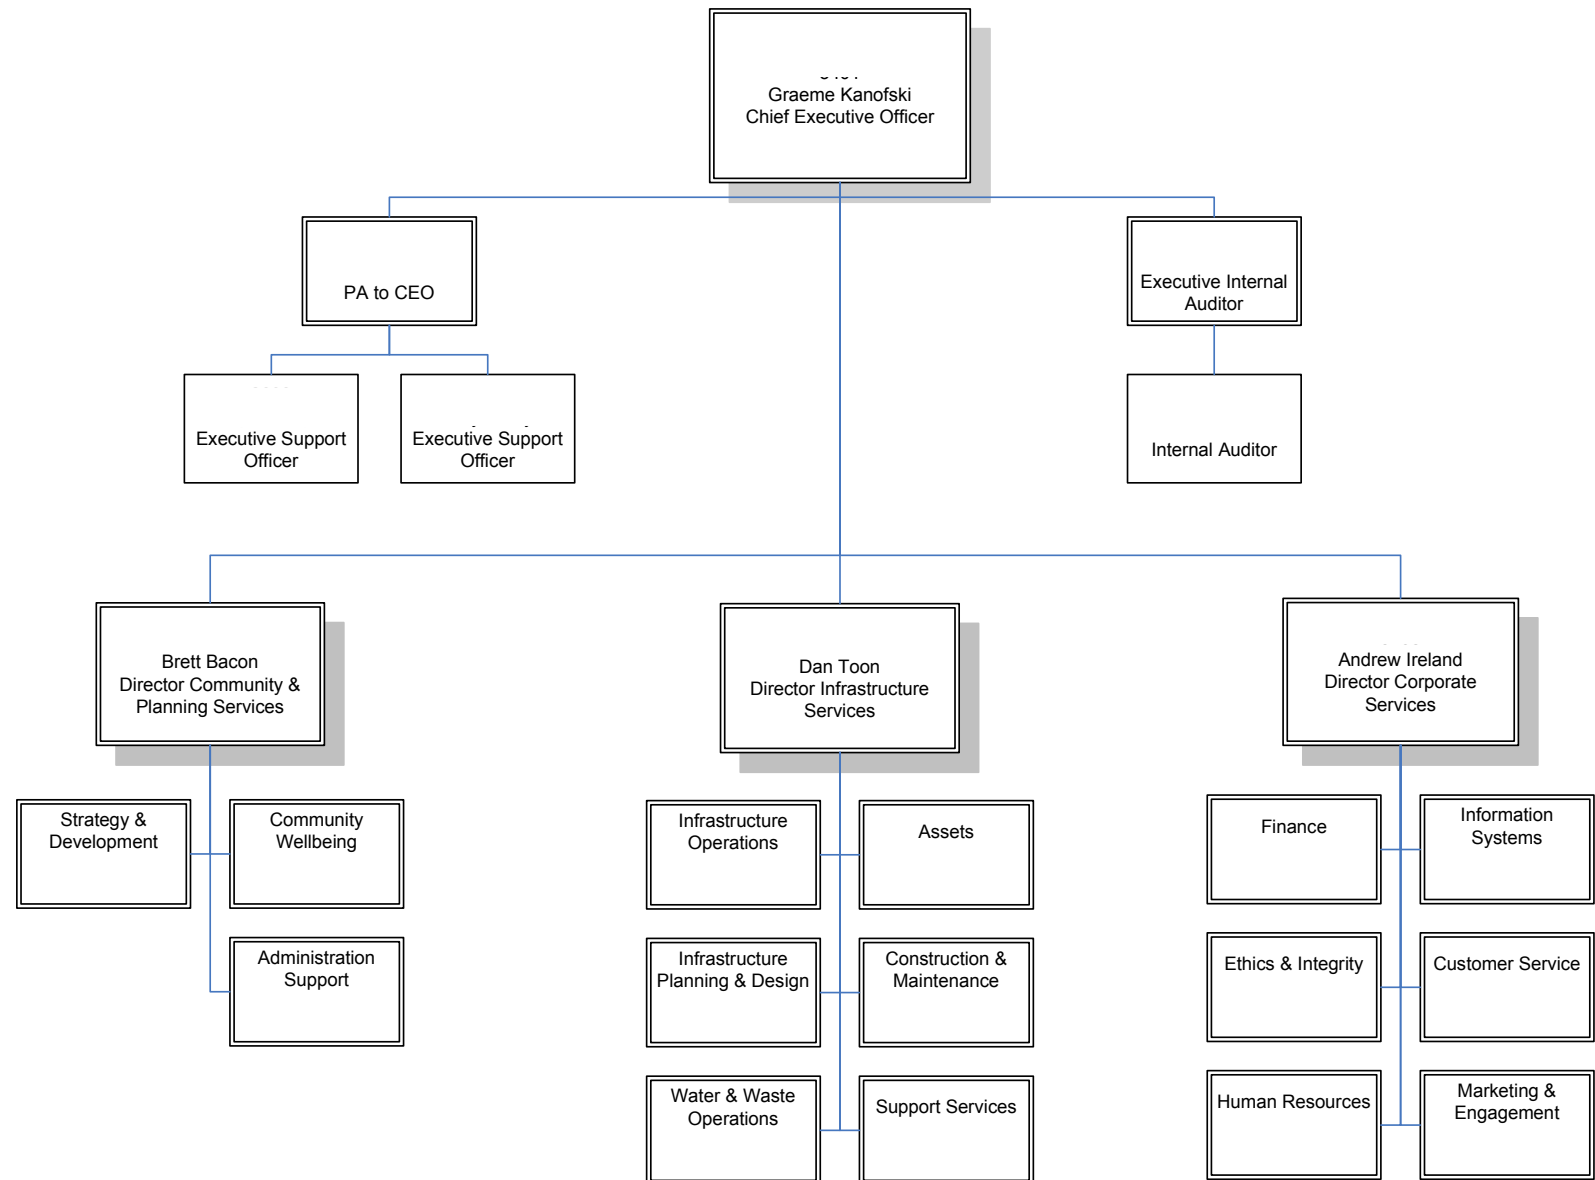 Graeme Kanofski
Chief Executive Officer
PA to CEO
Executive Internal
Auditor
Executive Support
Officer
Executive Support
Officer
Internal Auditor
Brett Bacon
Director Community &
Planning Services
Dan Toon
Director Infrastructure
Services
Andrew Ireland
Director Corporate
Services
Strategy &
Development
Community
Wellbeing
Administration
Support
Infrastructure
Operations
Assets
Infrastructure
Planning & Design
Construction &
Maintenance
Water & Waste
Operations
Support Services
Finance
Information
Systems
Ethics & Integrity
Customer Service
Human Resources
Marketing &
Engagement